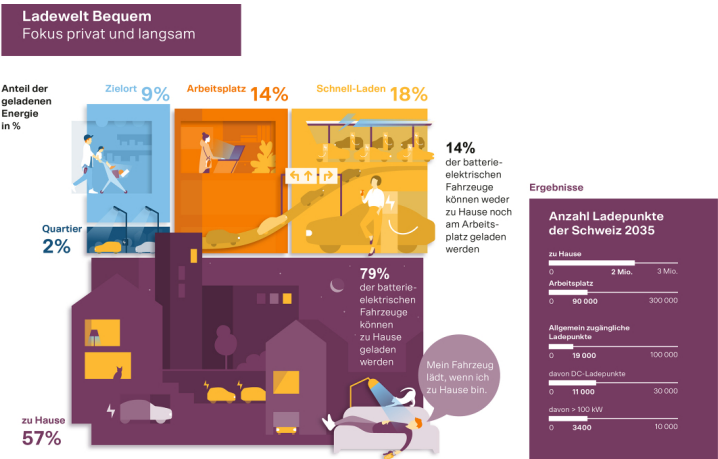 Ladewelt Bequem
Fokus privat und langsam
Anteil der
geladenen
Energie
in %
Zielort 9%
Arbeitsplatz 14%
Schnell-Laden 18%
14%
der batterie-
elektrischen
Fahrzeuge
können weder
zu Hause noch
am Arbeits-
platz geladen
werden
Quartier
2%
79%
der batterie-
elektrischen
Fahrzeuge
können
zu Hause
geladen
werden
Mein Fahrzeug
lädt, wenn ich
zu Hause bin.
zu Hause
57%
Ergebnisse
Anzahl Ladepunkte
der Schweiz 2035
zu Hause
0 2 Mio. 3 Mio.
Arbeitsplatz
0 90 000 300 000
Allgemein zugängliche
Ladepunkte
0 19 000 100 000
davon DC-Ladepunkte
0 11 000 30 000
davon > 100 kW
0 3400 10 000